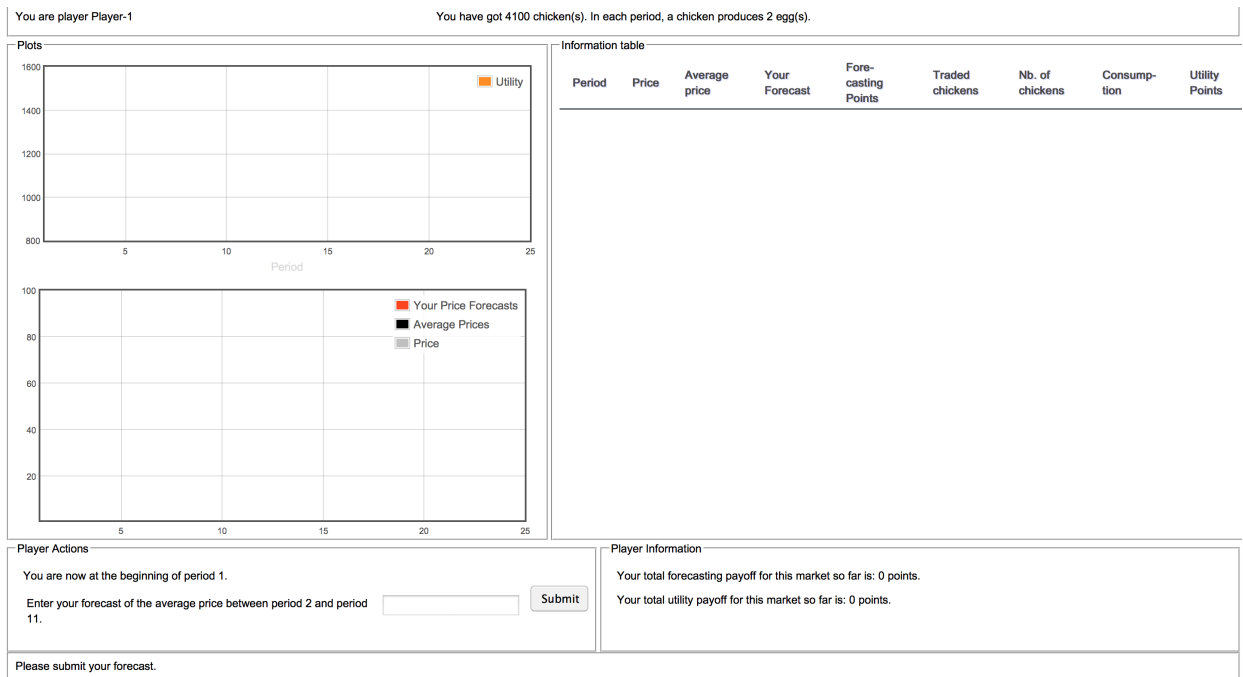 You are player Player-1
You have got 4100 chicken(s). In each period, a chicken produces 2 egg(s).
Plots
1600
1400
1200
1000
800
5 10 15 20 25
Utility
Period
100
80
60
40
20
5 10 15 20 25
Your Price Forecasts
Average Prices
Price
Information table
Period Price Average price Your Forecast Fore-casting Points Traded chickens Nb. of chickens Consump-tion Utility Points
Player Actions
You are now at the beginning of period 1.
Enter your forecast of the average price between period 2 and period
11.
Submit
Player Information
Your total forecasting payoff for this market so far is: 0 points.
Your total utility payoff for this market so far is: 0 points.
Please submit your forecast.